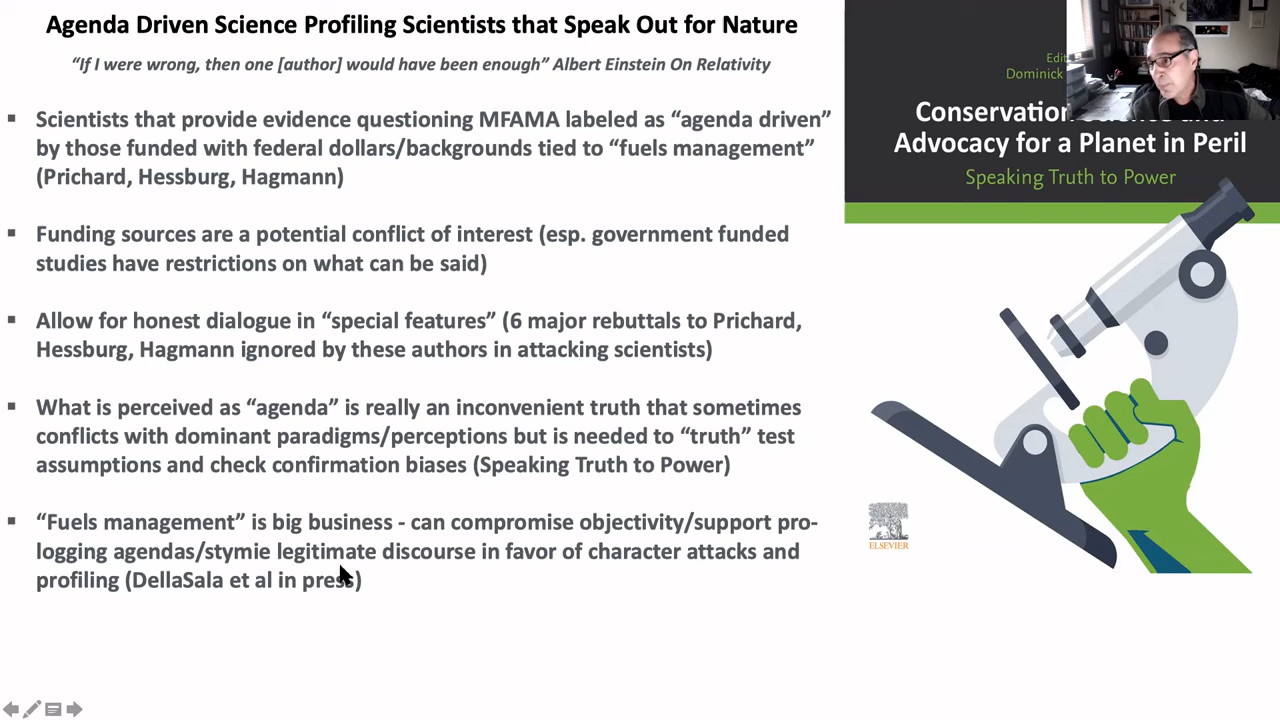 Agenda Driven Science Profiling Scientists that Speak Out for Nature
“If I were wrong, then one [author] would have been enough” Albert Einstein On Relativity
▪ Scientists that provide evidence questioning MFAMA labeled as “agenda driven”
by those funded with federal dollars/backgrounds tied to “fuels management”
(Prichard, Hessburg, Hagmann)
▪ Funding sources are a potential conflict of interest (esp. government funded
studies have restrictions on what can be said)
▪ Allow for honest dialogue in “special features” (6 major rebuttals to Prichard,
Hessburg, Hagmann ignored by these authors in attacking scientists)
▪ What is perceived as “agenda” is really an inconvenient truth that sometimes
conflicts with dominant paradigms/perceptions but is needed to “truth” test
assumptions and check confirmation biases (Speaking Truth to Power)
▪ “Fuels management” is big business - can compromise objectivity/support pro-
logging agendas/stymie legitimate discourse in favor of character attacks and
profiling (DellaSala et al in press)
Dominick
Conservation
Advocacy for a Planet in Peril
Speaking Truth to Power
ELSEVIER